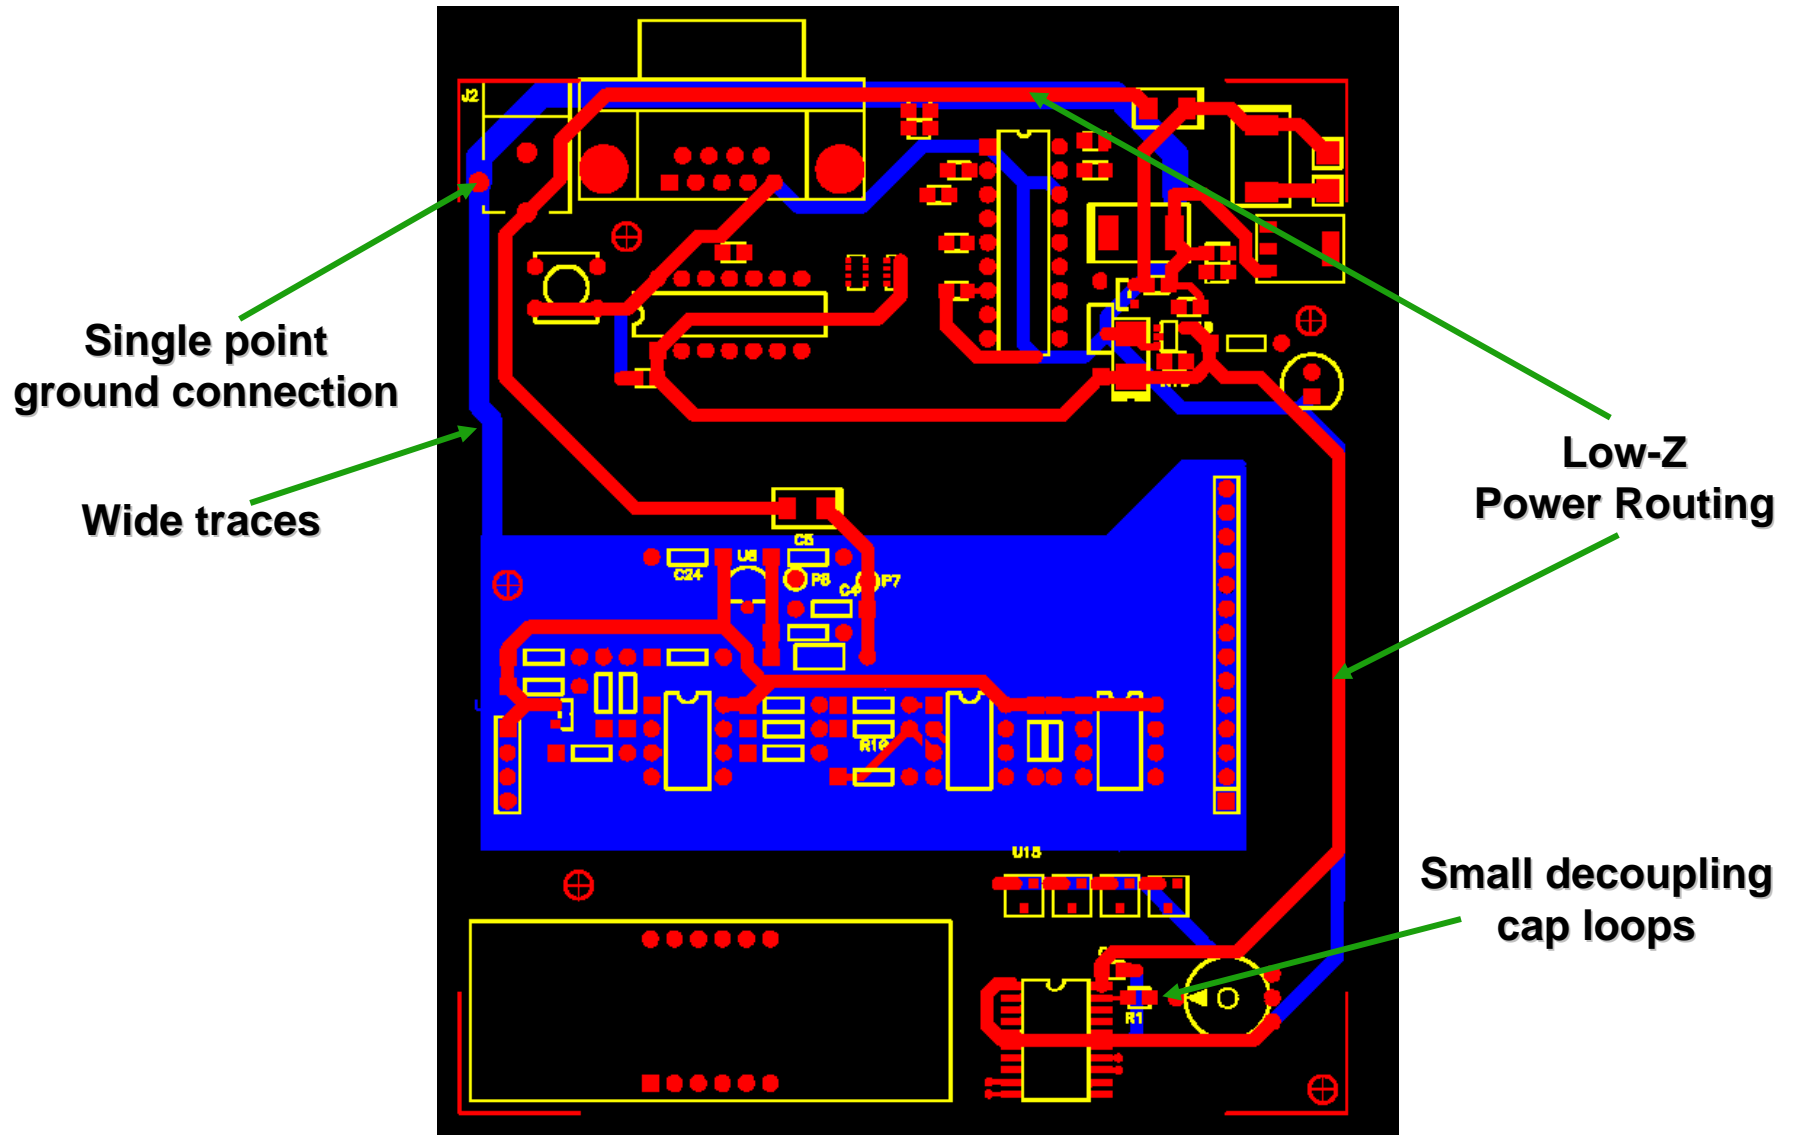 J2
Single point
ground connection
Wide traces
Low-Z
Power Routing
C5
C24
U6
P8
P7
C4
R10
U15
Small decoupling
cap loops
R1